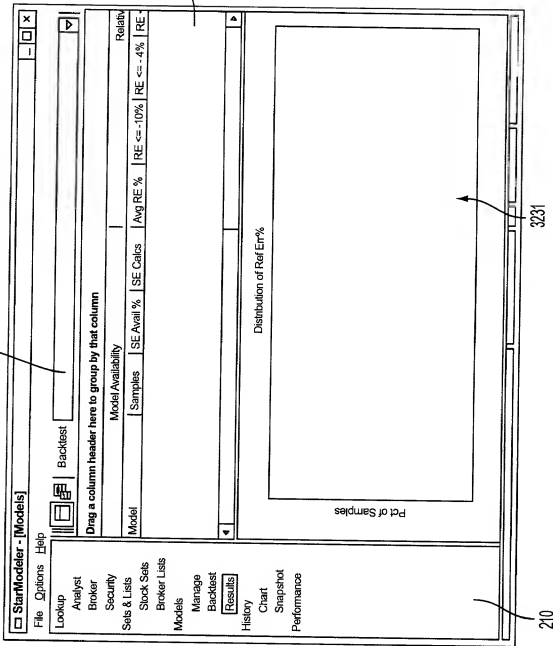 StarModeler - [Models]
File Options Help
Lookup
Analyst
Broker
Security
Sets & Lists
Stock Sets
Broker Lists
Models
Manage
Backtest
Results
History
Chart
Snapshot
Performance
Backtest
Drag a column header here to group by that column
Model Availability
Relativ
Model
Samples
SE Avail %
SE Calcs
Avg RE %
RE <= -10%
RE <= - 4%
RE -
Distribution of Ref Err%
Pct of Samples
3231
210